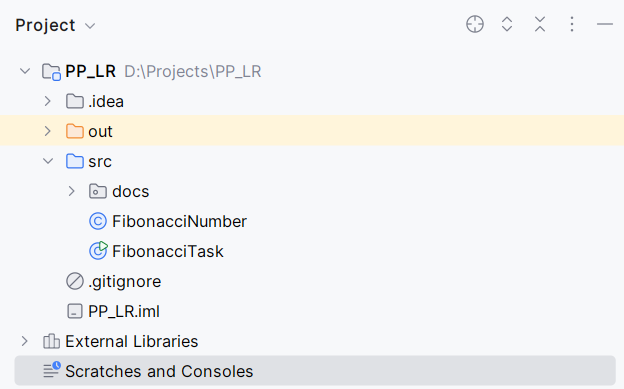 Project
PP_LR D:\Projects\PP_LR
.idea
out
src
docs
FibonacciNumber
FibonacciTask
.gitignore
PP_LR.iml
External Libraries
Scratches and Consoles